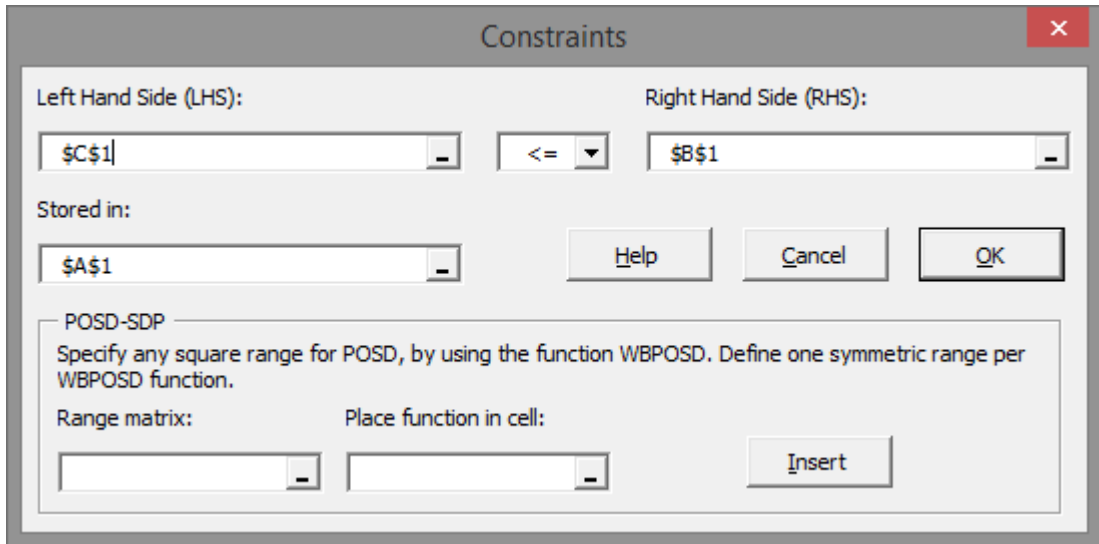 Constraints
Left Hand Side (LHS):
Right Hand Side (RHS):
$C$1
<=
$B$1
Stored in:
$A$1
Help
Cancel
OK
POSD-SDP
Specify any square range for POSD, by using the function WBPOSD. Define one symmetric range per
WBPOSD function.
Range matrix:
Place function in cell:
Insert